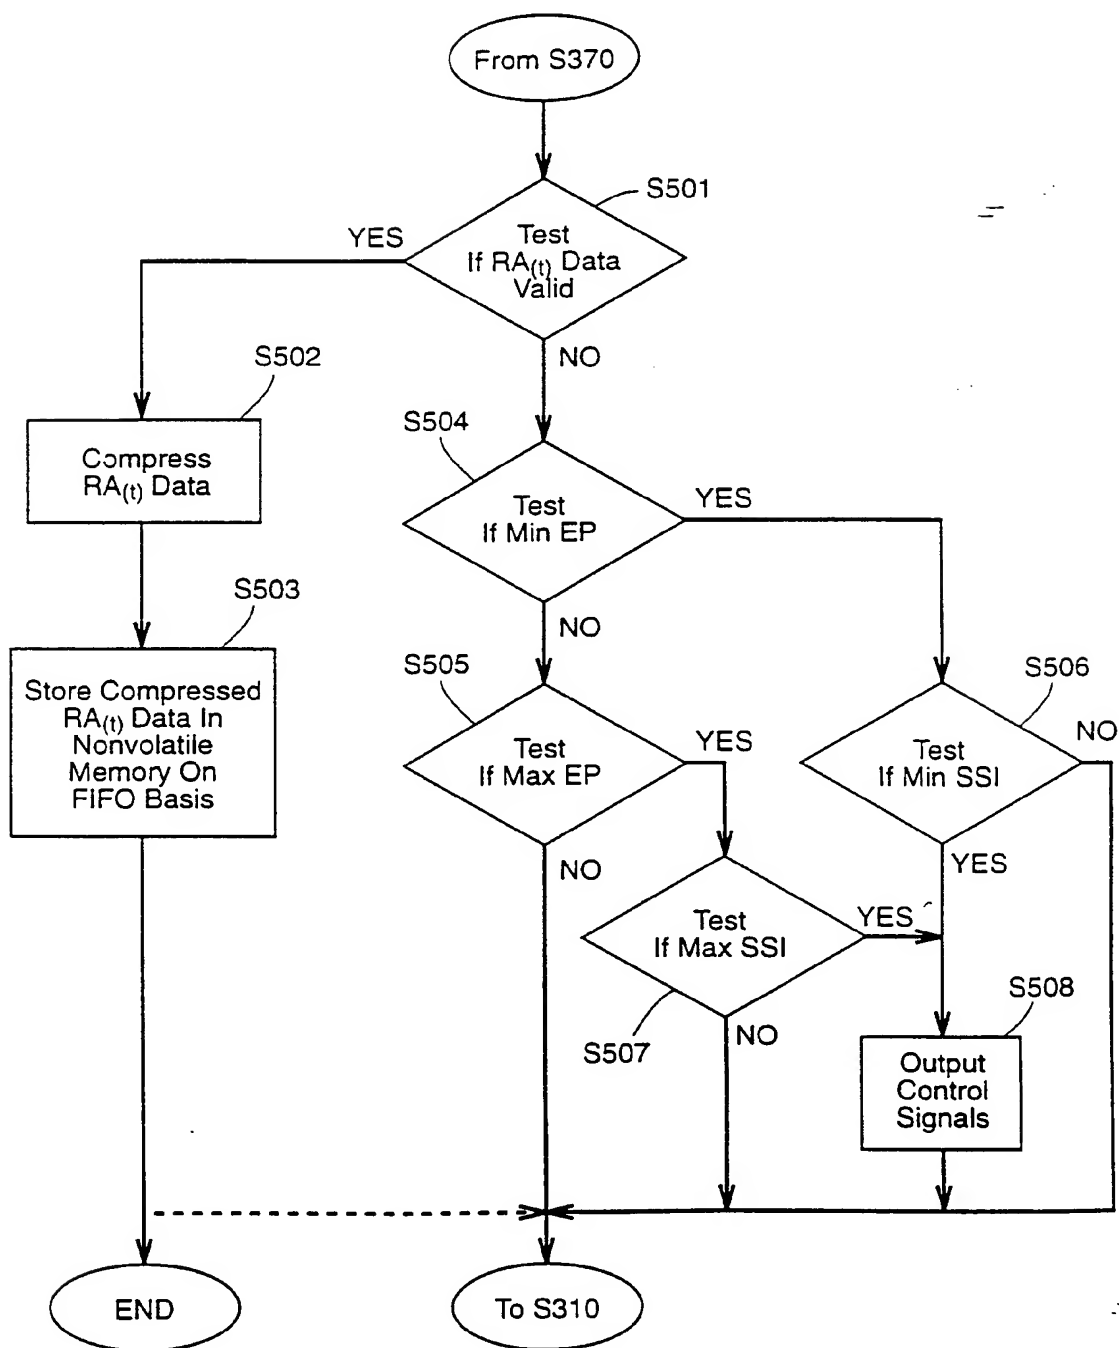 From S370
S501
Test
If RA(t) Data
Valid
YES
NO
S502
Compress
RA(t) Data
S504
Test
If Min EP
YES
NO
S503
Store Compressed
RA(t) Data In
Nonvolatile
Memory On
FIFO Basis
S505
Test
If Max EP
YES
NO
S506
Test
If Min SSI
NO
YES
Test
If Max SSI
YES
S507
NO
S508
Output
Control
Signals
END
To S310